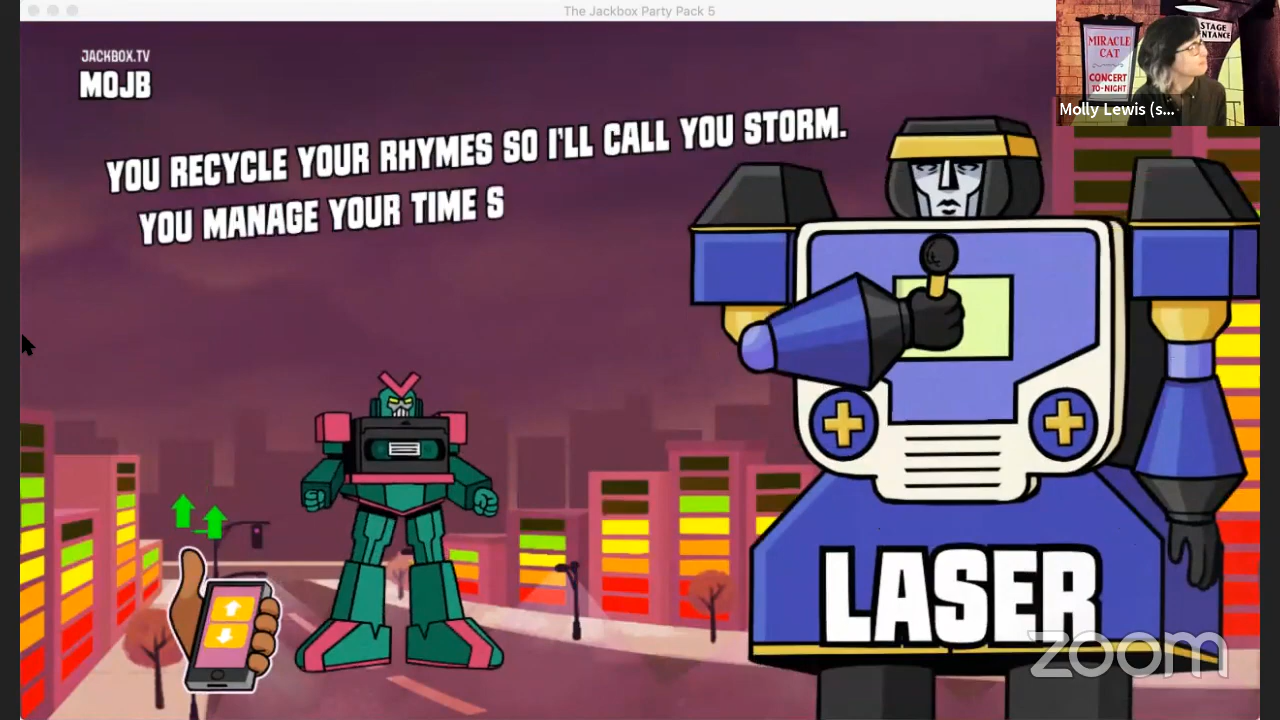 The Jackbox Party Pack 5
JACKBOX.TV
MOJB
YOU RECYCLE YOUR RHYMES SO I'LL CALL YOU STORM.
YOU MANAGE YOUR TIME S
LASER
MIRACLE
CAT
CONCERT
TO-NIGHT
STAGE
NTANCE
Molly Lewis (s...
zoom